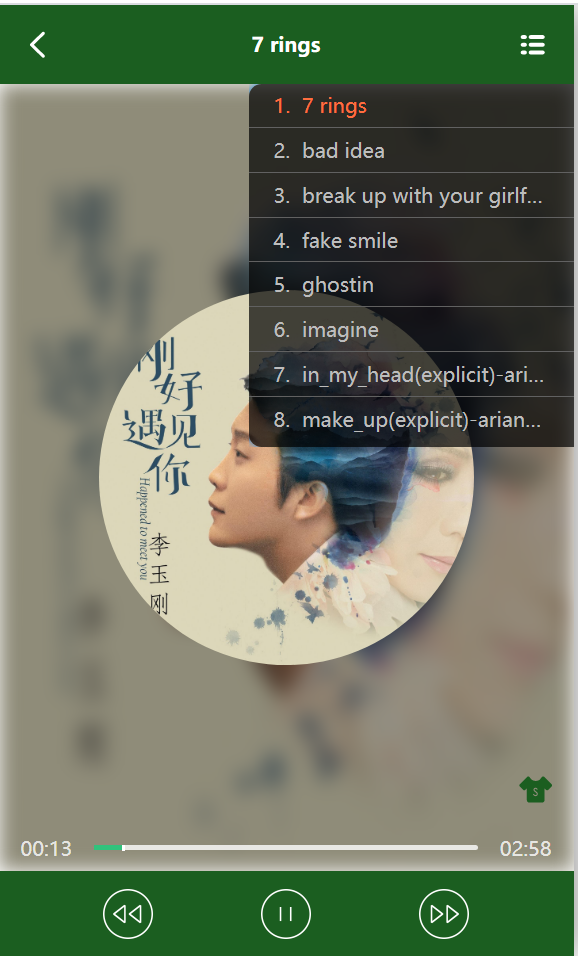 7 rings
1. 7 rings
2. bad idea
3. break up with your girlf...
4. fake smile
5. ghostin
6. imagine
7. in_my_head(explicit)-ari...
8. make_up(explicit)-arian...
刚好
遇见
你
Happened to meet you
李玉刚
S
00:13
02:58